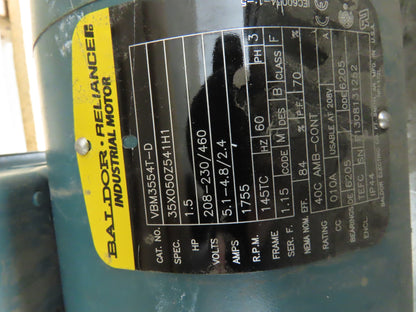 BALDOR · RELIANCE
INDUSTRIAL MOTOR
CAT. NO. VBM3554T-D
SPEC. 35X050Z541H1
HP 1.5
VOLTS 208-230/460
AMPS 5.1-4.8/2.4
R.P.M. 1755
FRAME 145TC HZ 60 PH 3
SER. F. 1.15 CODE M DES B CLASS F
NEMA NOM. EFF. 84 % P.F. 70 %
RATING 40C AMB-CONT
CC 010A USABLE AT 208V
BEARINGS DE 6205 ODE 6205
ENCL. EFC SN
IP44